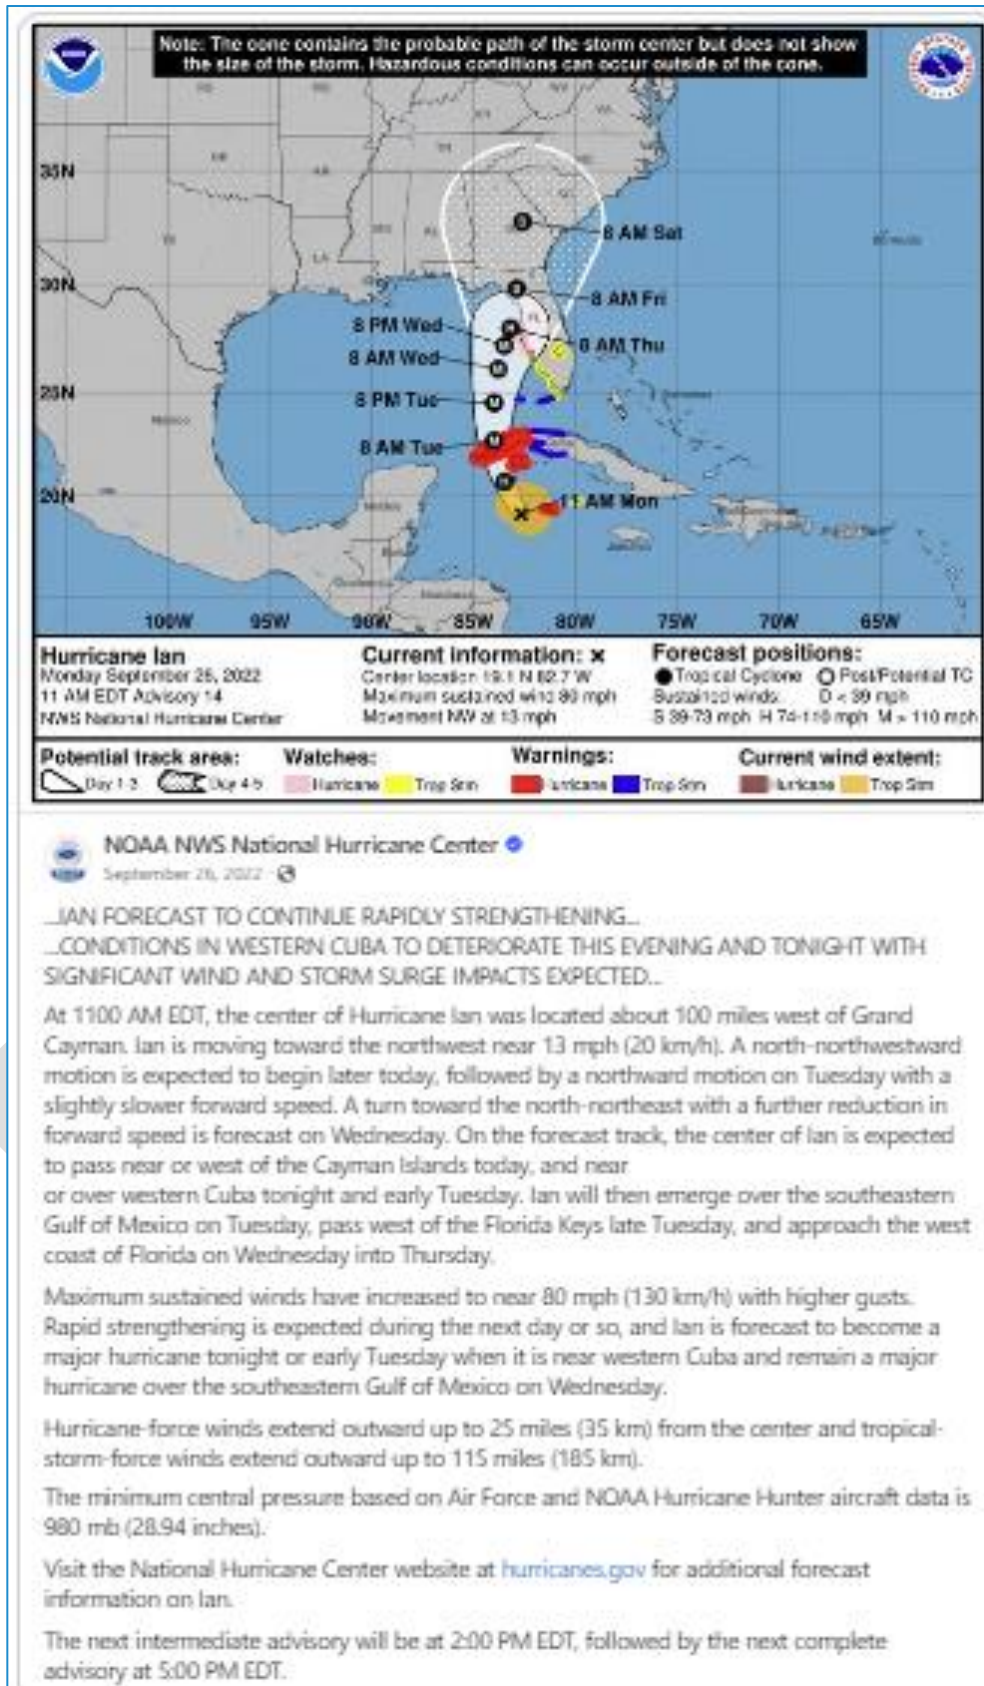 Note: The cone contains the probable path of the storm center but does not show
the size of the storm. Hazardous conditions can occur outside of the cone.
35N
8 AM Sat
30N
8 AM Fri
8 PM Wed
8 AM Thu
8 AM Wed
25N
8 PM Tue
8 AM Tue
20N
11 AM Mon
Mexico
100W 95W 90W 85W 80W 75W 70W 65W
Hurricane Ian
Monday September 26, 2022
11 AM EDT Advisory 14
NWS National Hurricane Center
Current information: x
Center location 19.1 N 82.7 W
Maximum sustained wind 80 mph
Movement NW at 13 mph
Forecast positions:
Tropical Cyclone Post/Potential TC
Sustained winds: D < 39 mph
S 39-73 mph H 74-110 mph M > 110 mph
Potential track area:
Day 1-3 Day 4-5
Watches:
Hurricane Trop Stm
Warnings:
Hurricane Trop Stm
Current wind extent:
Hurricane Trop Stm
NOAA NWS National Hurricane Center
September 26, 2022
...IAN FORECAST TO CONTINUE RAPIDLY STRENGTHENING...
...CONDITIONS IN WESTERN CUBA TO DETERIORATE THIS EVENING AND TONIGHT WITH
SIGNIFICANT WIND AND STORM SURGE IMPACTS EXPECTED...
At 1100 AM EDT, the center of Hurricane Ian was located about 100 miles west of Grand
Cayman. Ian is moving toward the northwest near 13 mph (20 km/h). A north-northwestward
motion is expected to begin later today, followed by a northward motion on Tuesday with a
slightly slower forward speed. A turn toward the north-northeast with a further reduction in
forward speed is forecast on Wednesday. On the forecast track, the center of Ian is expected
to pass near or west of the Cayman Islands today, and near
or over western Cuba tonight and early Tuesday. Ian will then emerge over the southeastern
Gulf of Mexico on Tuesday, pass west of the Florida Keys late Tuesday, and approach the west
coast of Florida on Wednesday into Thursday.
Maximum sustained winds have increased to near 80 mph (130 km/h) with higher gusts.
Rapid strengthening is expected during the next day or so, and Ian is forecast to become a
major hurricane tonight or early Tuesday when it is near western Cuba and remain a major
hurricane over the southeastern Gulf of Mexico on Wednesday.
Hurricane-force winds extend outward up to 25 miles (35 km) from the center and tropical-
storm-force winds extend outward up to 115 miles (185 km).
The minimum central pressure based on Air Force and NOAA Hurricane Hunter aircraft data is
980 mb (28.94 inches).
Visit the National Hurricane Center website at hurricanes.gov for additional forecast
information on Ian.
The next intermediate advisory will be at 2:00 PM EDT, followed by the next complete
advisory at 5:00 PM EDT.